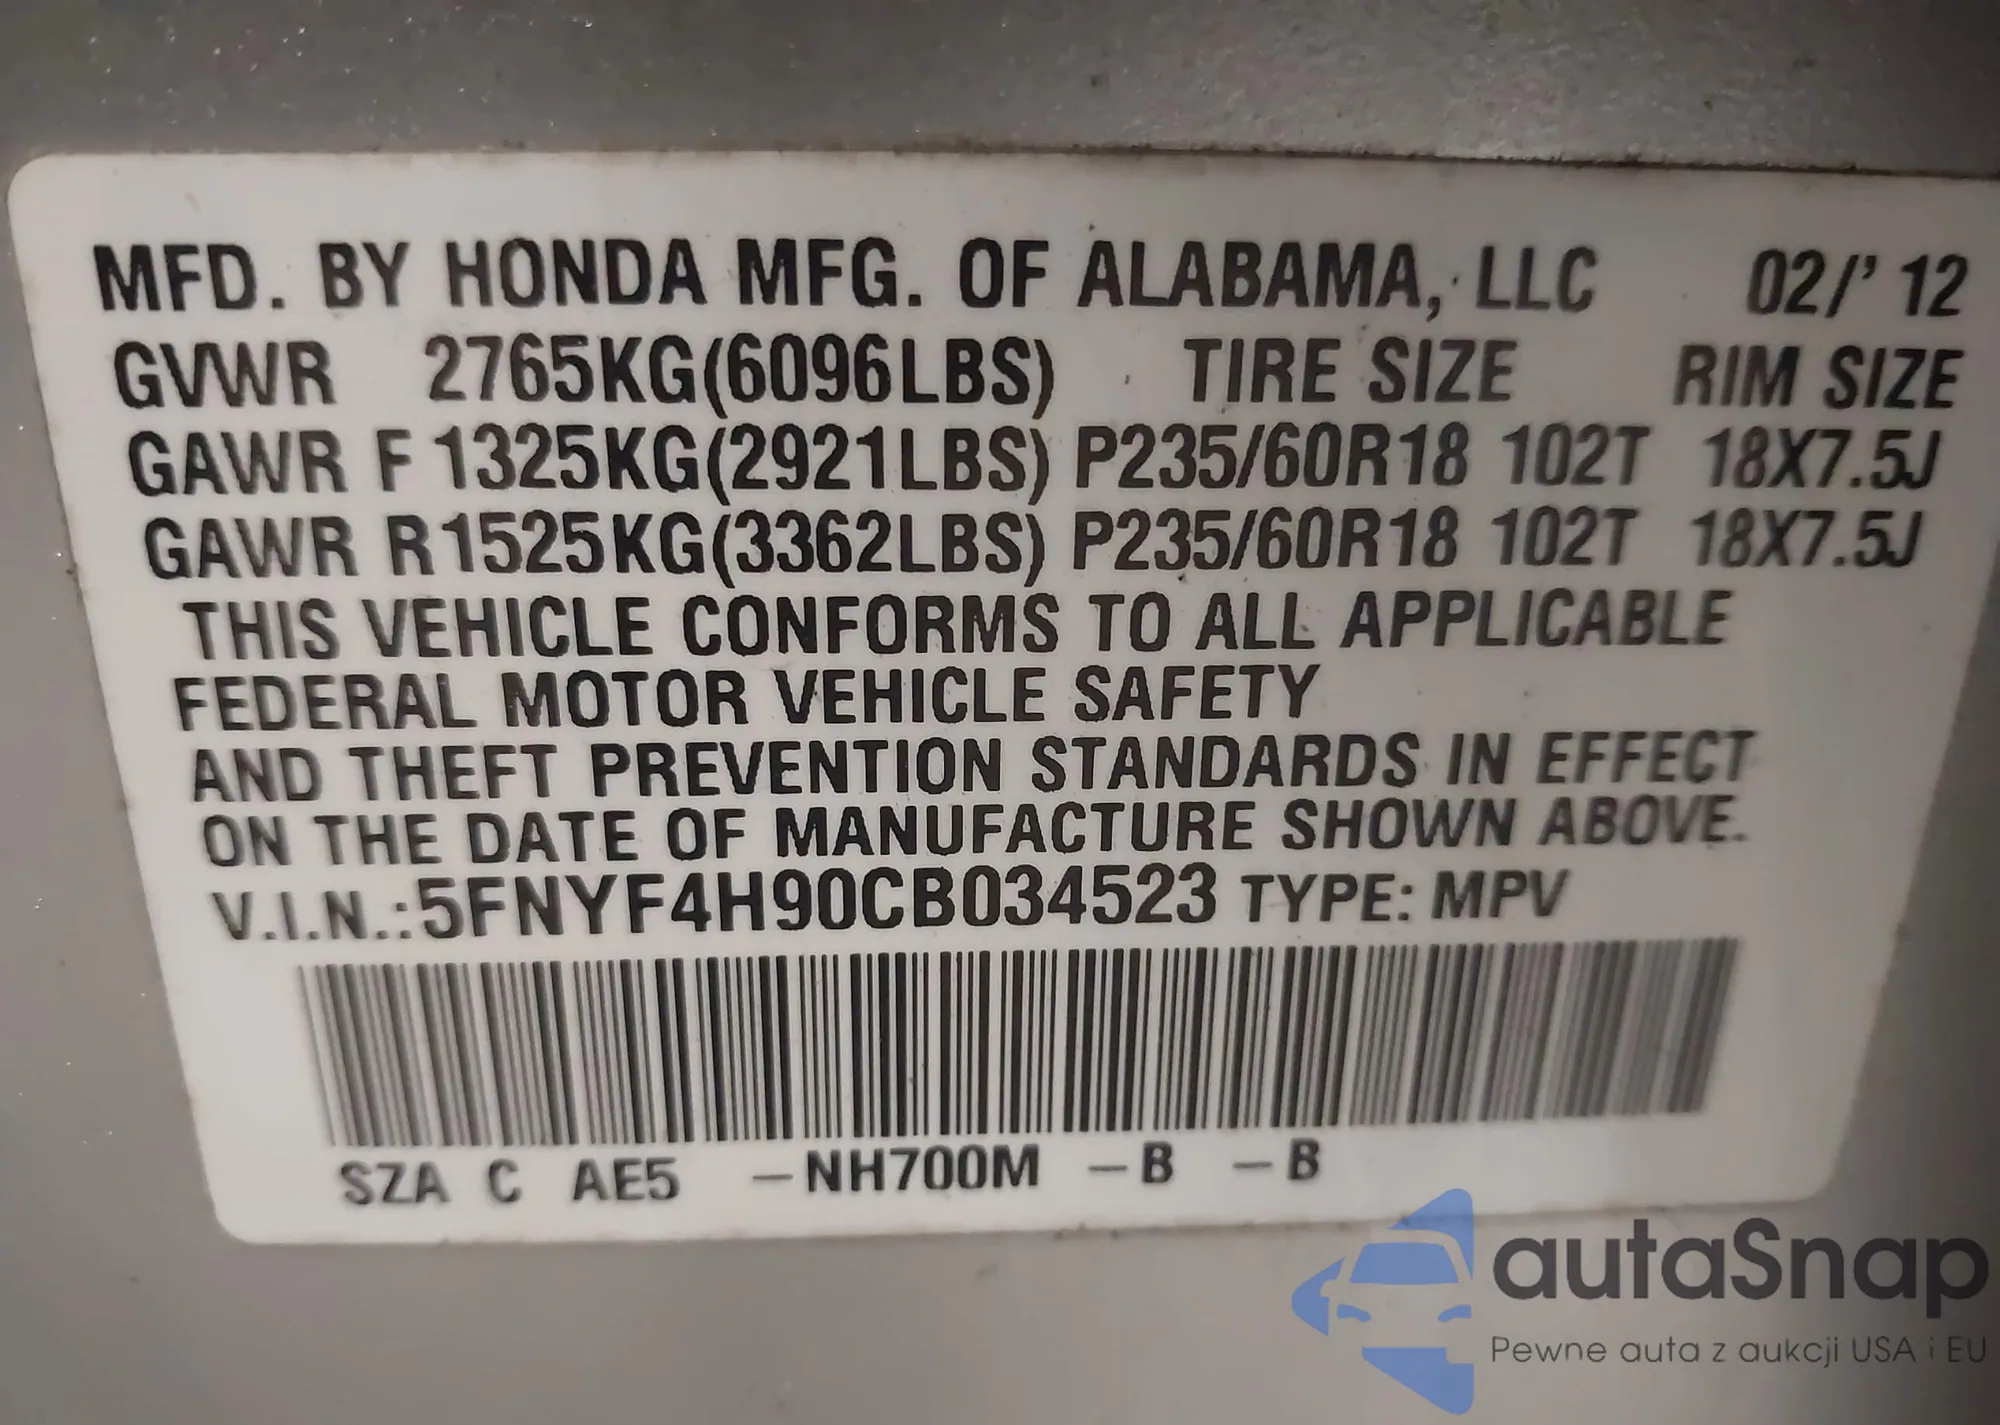 MFD. BY HONDA MFG. OF ALABAMA, LLC 02/'12
GVWR 2765KG(6096LBS) TIRE SIZE RIM SIZE
GAWR F 1325KG(2921LBS) P235/60R18 102T 18X7.5J
GAWR R 1525KG(3362LBS) P235/60R18 102T 18X7.5J
THIS VEHICLE CONFORMS TO ALL APPLICABLE
FEDERAL MOTOR VEHICLE SAFETY
AND THEFT PREVENTION STANDARDS IN EFFECT
ON THE DATE OF MANUFACTURE SHOWN ABOVE.
V.I.N.:5FNYF4H90CB034523 TYPE: MPV
SZA C AE5 –NH700M –B –B
autaSnap
Pewne auta z aukcji USA i EU